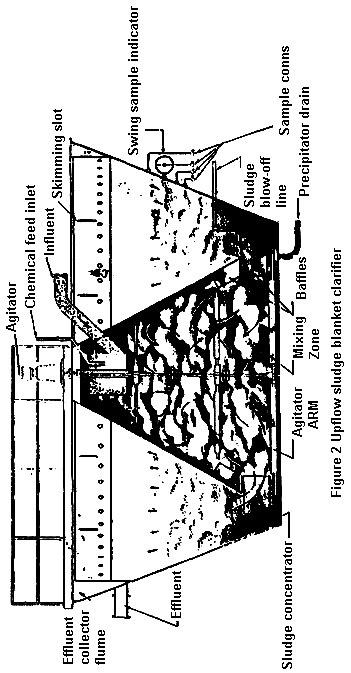 Agitator
Chemical feed inlet
Influent
Skimming slot
Swing sample indicator
Sample conns
Sludge
blow-off
line
Precipitator drain
Baffles
Mixing
Zone
Agitator
ARM
Effluent
collector
flume
Effluent
Sludge concentrator
Figure 2 Upflow sludge blanket clarifier